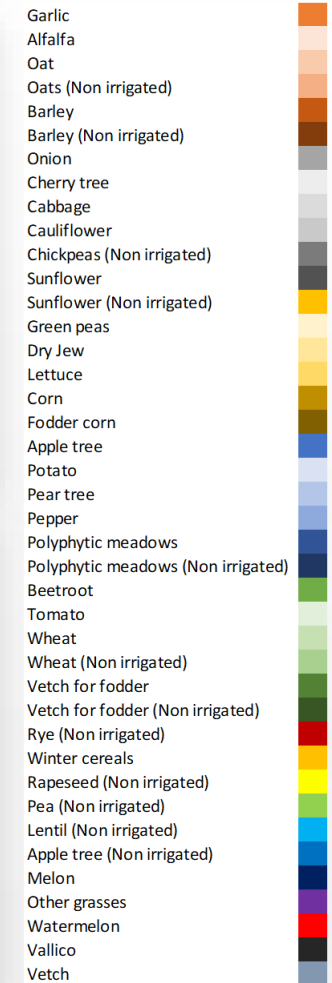 Garlic
Alfalfa
Oat
Oats (Non irrigated)
Barley
Barley (Non irrigated)
Onion
Cherry tree
Cabbage
Cauliflower
Chickpeas (Non irrigated)
Sunflower
Sunflower (Non irrigated)
Green peas
Dry Jew
Lettuce
Corn
Fodder corn
Apple tree
Potato
Pear tree
Pepper
Polyphytic meadows
Polyphytic meadows (Non irrigated)
Beetroot
Tomato
Wheat
Wheat (Non irrigated)
Vetch for fodder
Vetch for fodder (Non irrigated)
Rye (Non irrigated)
Winter cereals
Rapeseed (Non irrigated)
Pea (Non irrigated)
Lentil (Non irrigated)
Apple tree (Non irrigated)
Melon
Other grasses
Watermelon
Vallico
Vetch